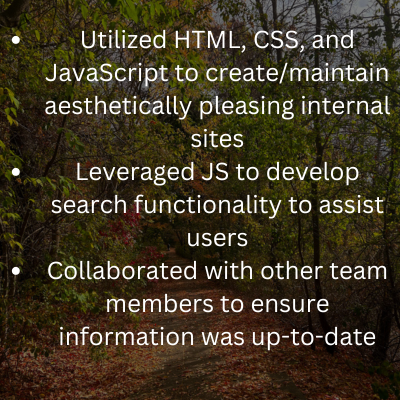 • Utilized HTML, CSS, and
JavaScript to create/maintain
aesthetically pleasing internal
sites
• Leveraged JS to develop
search functionality to assist
users
• Collaborated with other team
members to ensure
information was up-to-date